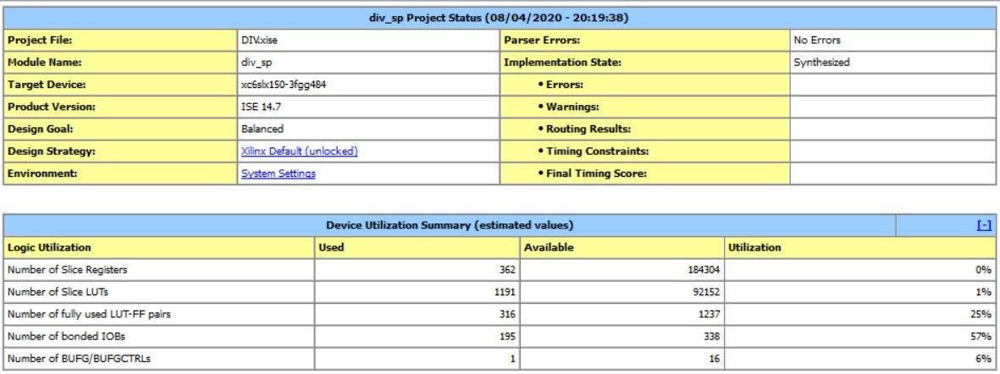 div_sp Project Status (08/04/2020 - 20:19:38)
Project File: DIV.xise Parser Errors: No Errors
Module Name: div_sp Implementation State: Synthesized
Target Device: xc6slx150-3fgg484 • Errors:
Product Version: ISE 14.7 • Warnings:
Design Goal: Balanced • Routing Results:
Design Strategy: Xilinx Default (unlocked) • Timing Constraints:
Environment: System Settings • Final Timing Score:
Device Utilization Summary (estimated values) [-]
Logic Utilization Used Available Utilization
Number of Slice Registers 362 184304 0%
Number of Slice LUTs 1191 92152 1%
Number of fully used LUT-FF pairs 316 1237 25%
Number of bonded IOBs 195 338 57%
Number of BUFG/BUFGCTRLs 1 16 6%